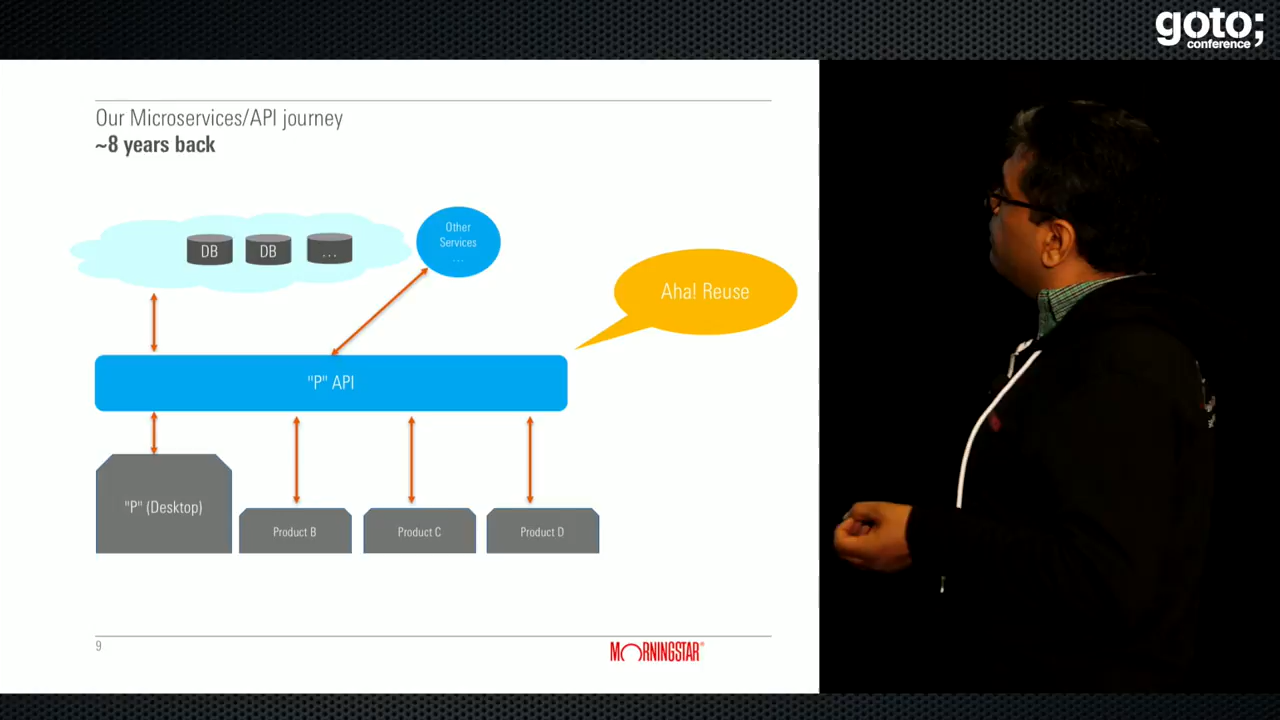 goto;
conference
Our Microservices/API journey
~8 years back
DB
DB
...
Other
Services
...
Aha! Reuse
"P" API
"P" (Desktop)
Product B
Product C
Product D
9
MORNINGSTAR®